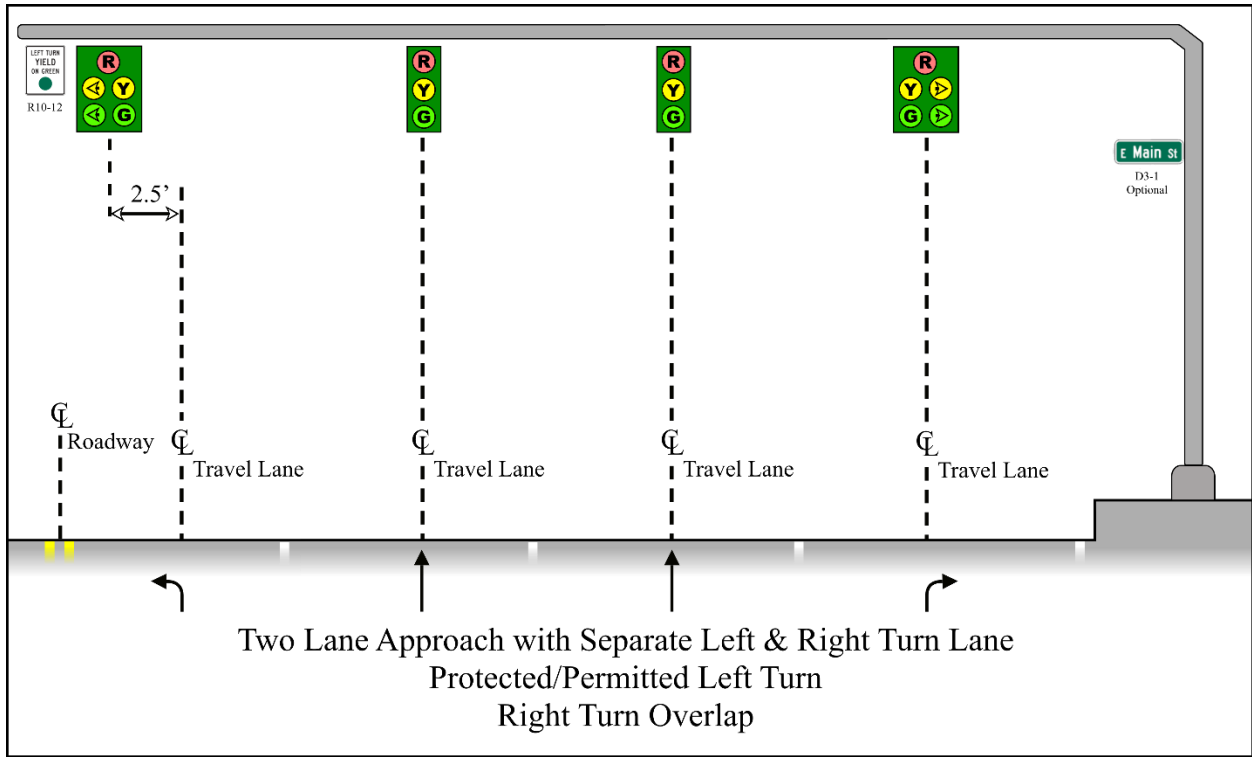 LEFT TURN
YIELD
ON GREEN
R10-12
R
Y
G
R
Y
G
R
Y
G
R
Y
G
E Main St
D3-1
Optional
2.5’
℄
Roadway
℄
Travel Lane
℄
Travel Lane
℄
Travel Lane
℄
Travel Lane
Two Lane Approach with Separate Left & Right Turn Lane
Protected/Permitted Left Turn
Right Turn Overlap